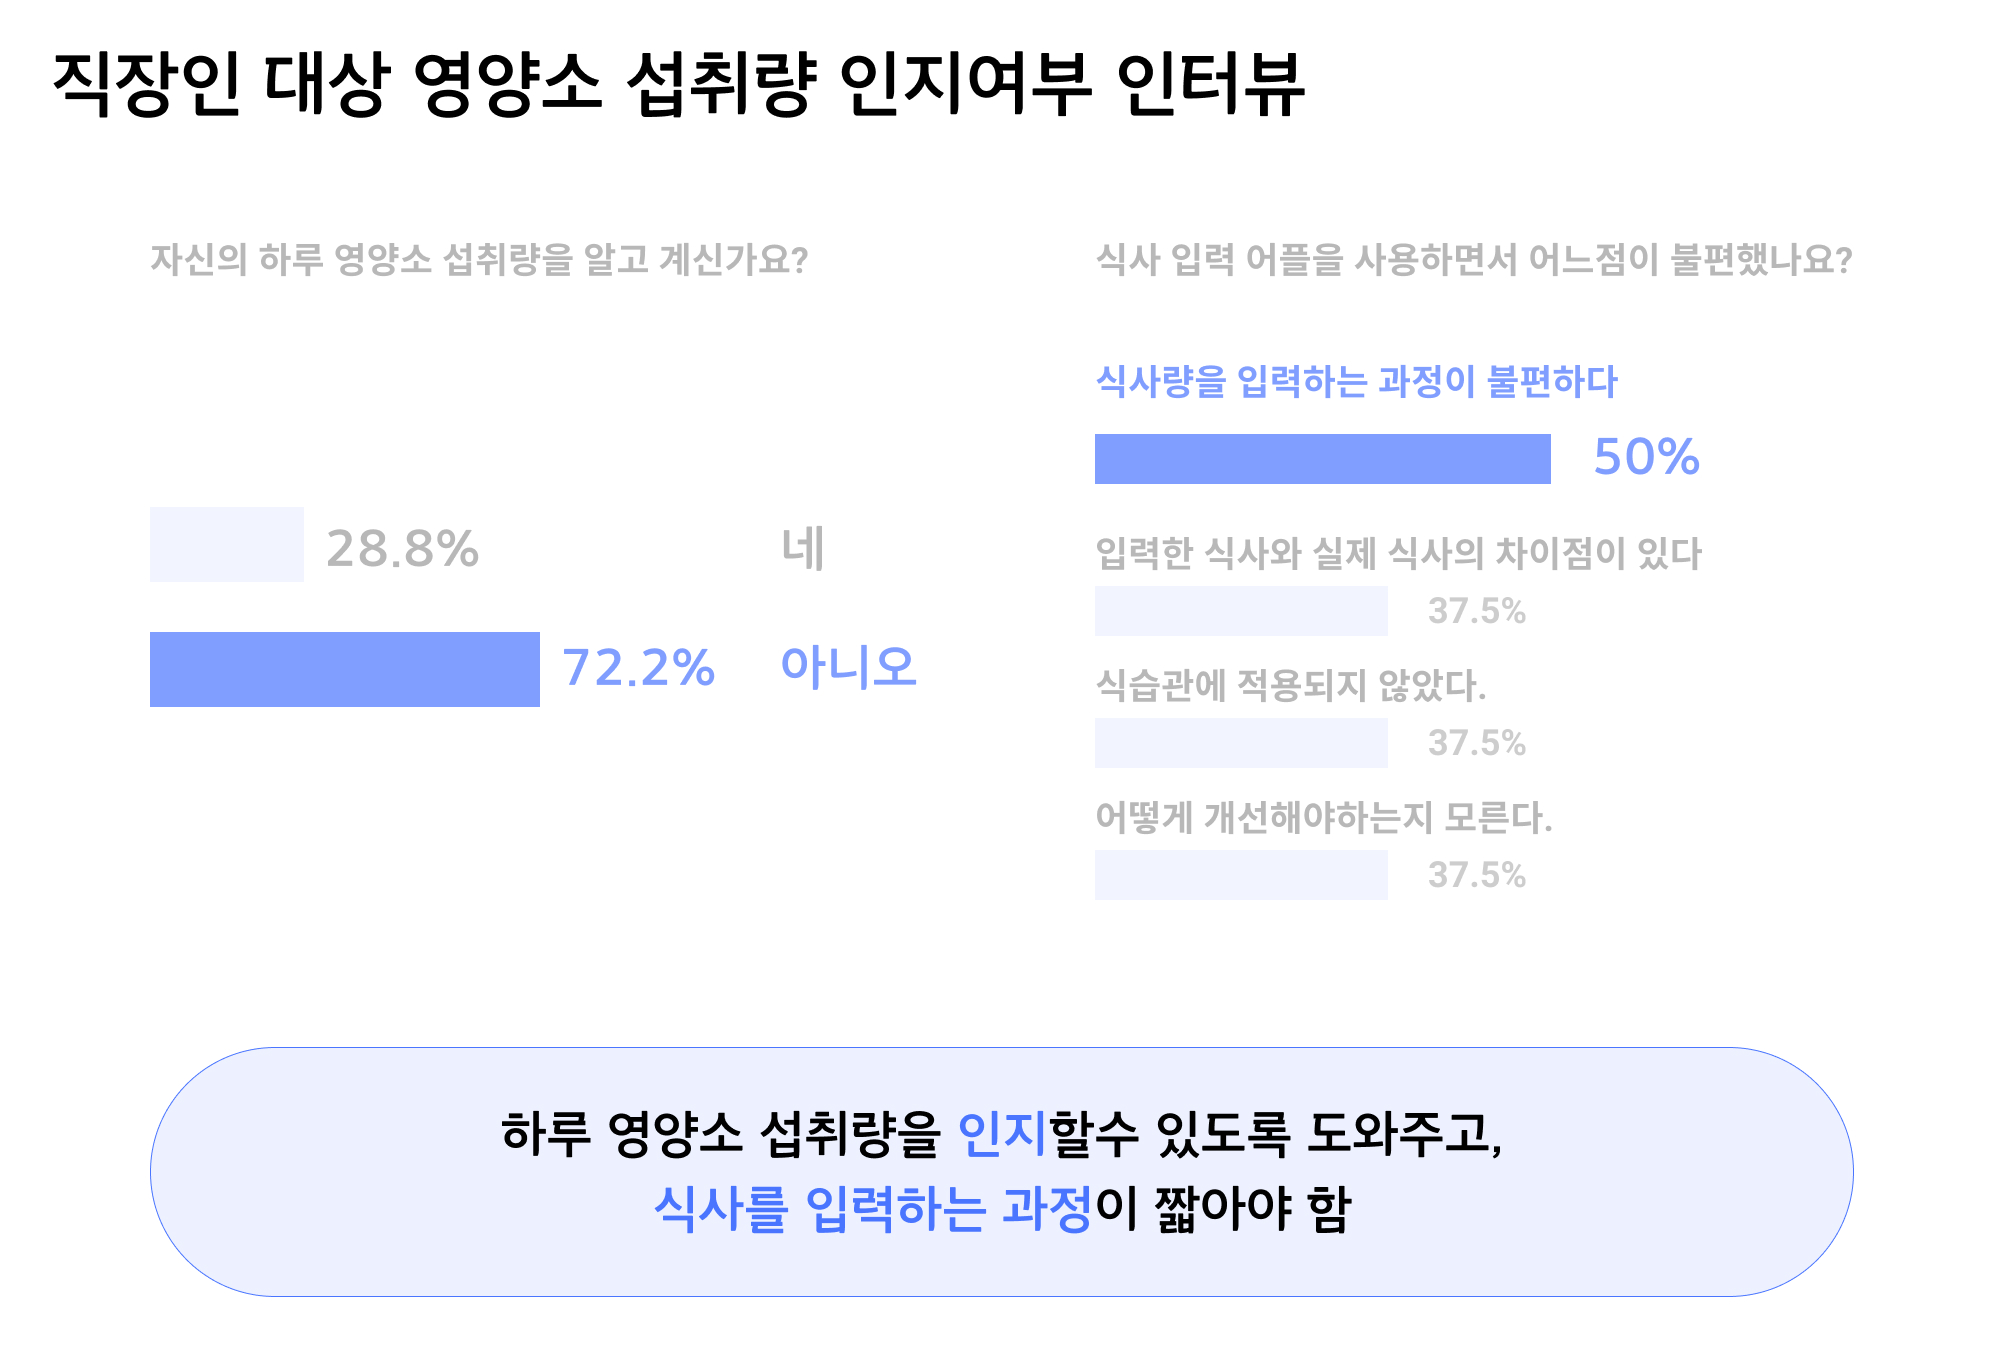 직장인 대상 영양소 섭취량 인지여부 인터뷰
자신의 하루 영양소 섭취량을 알고 계신가요?
28.8% 네
72.2% 아니오
식사 입력 어플을 사용하면서 어느점이 불편했나요?
식사량을 입력하는 과정이 불편하다
50%
입력한 식사와 실제 식사의 차이점이 있다
37.5%
식습관에 적용되지 않았다.
37.5%
어떻게 개선해야하는지 모른다.
37.5%
하루 영양소 섭취량을 인지할수 있도록 도와주고,
식사를 입력하는 과정이 짧아야 함